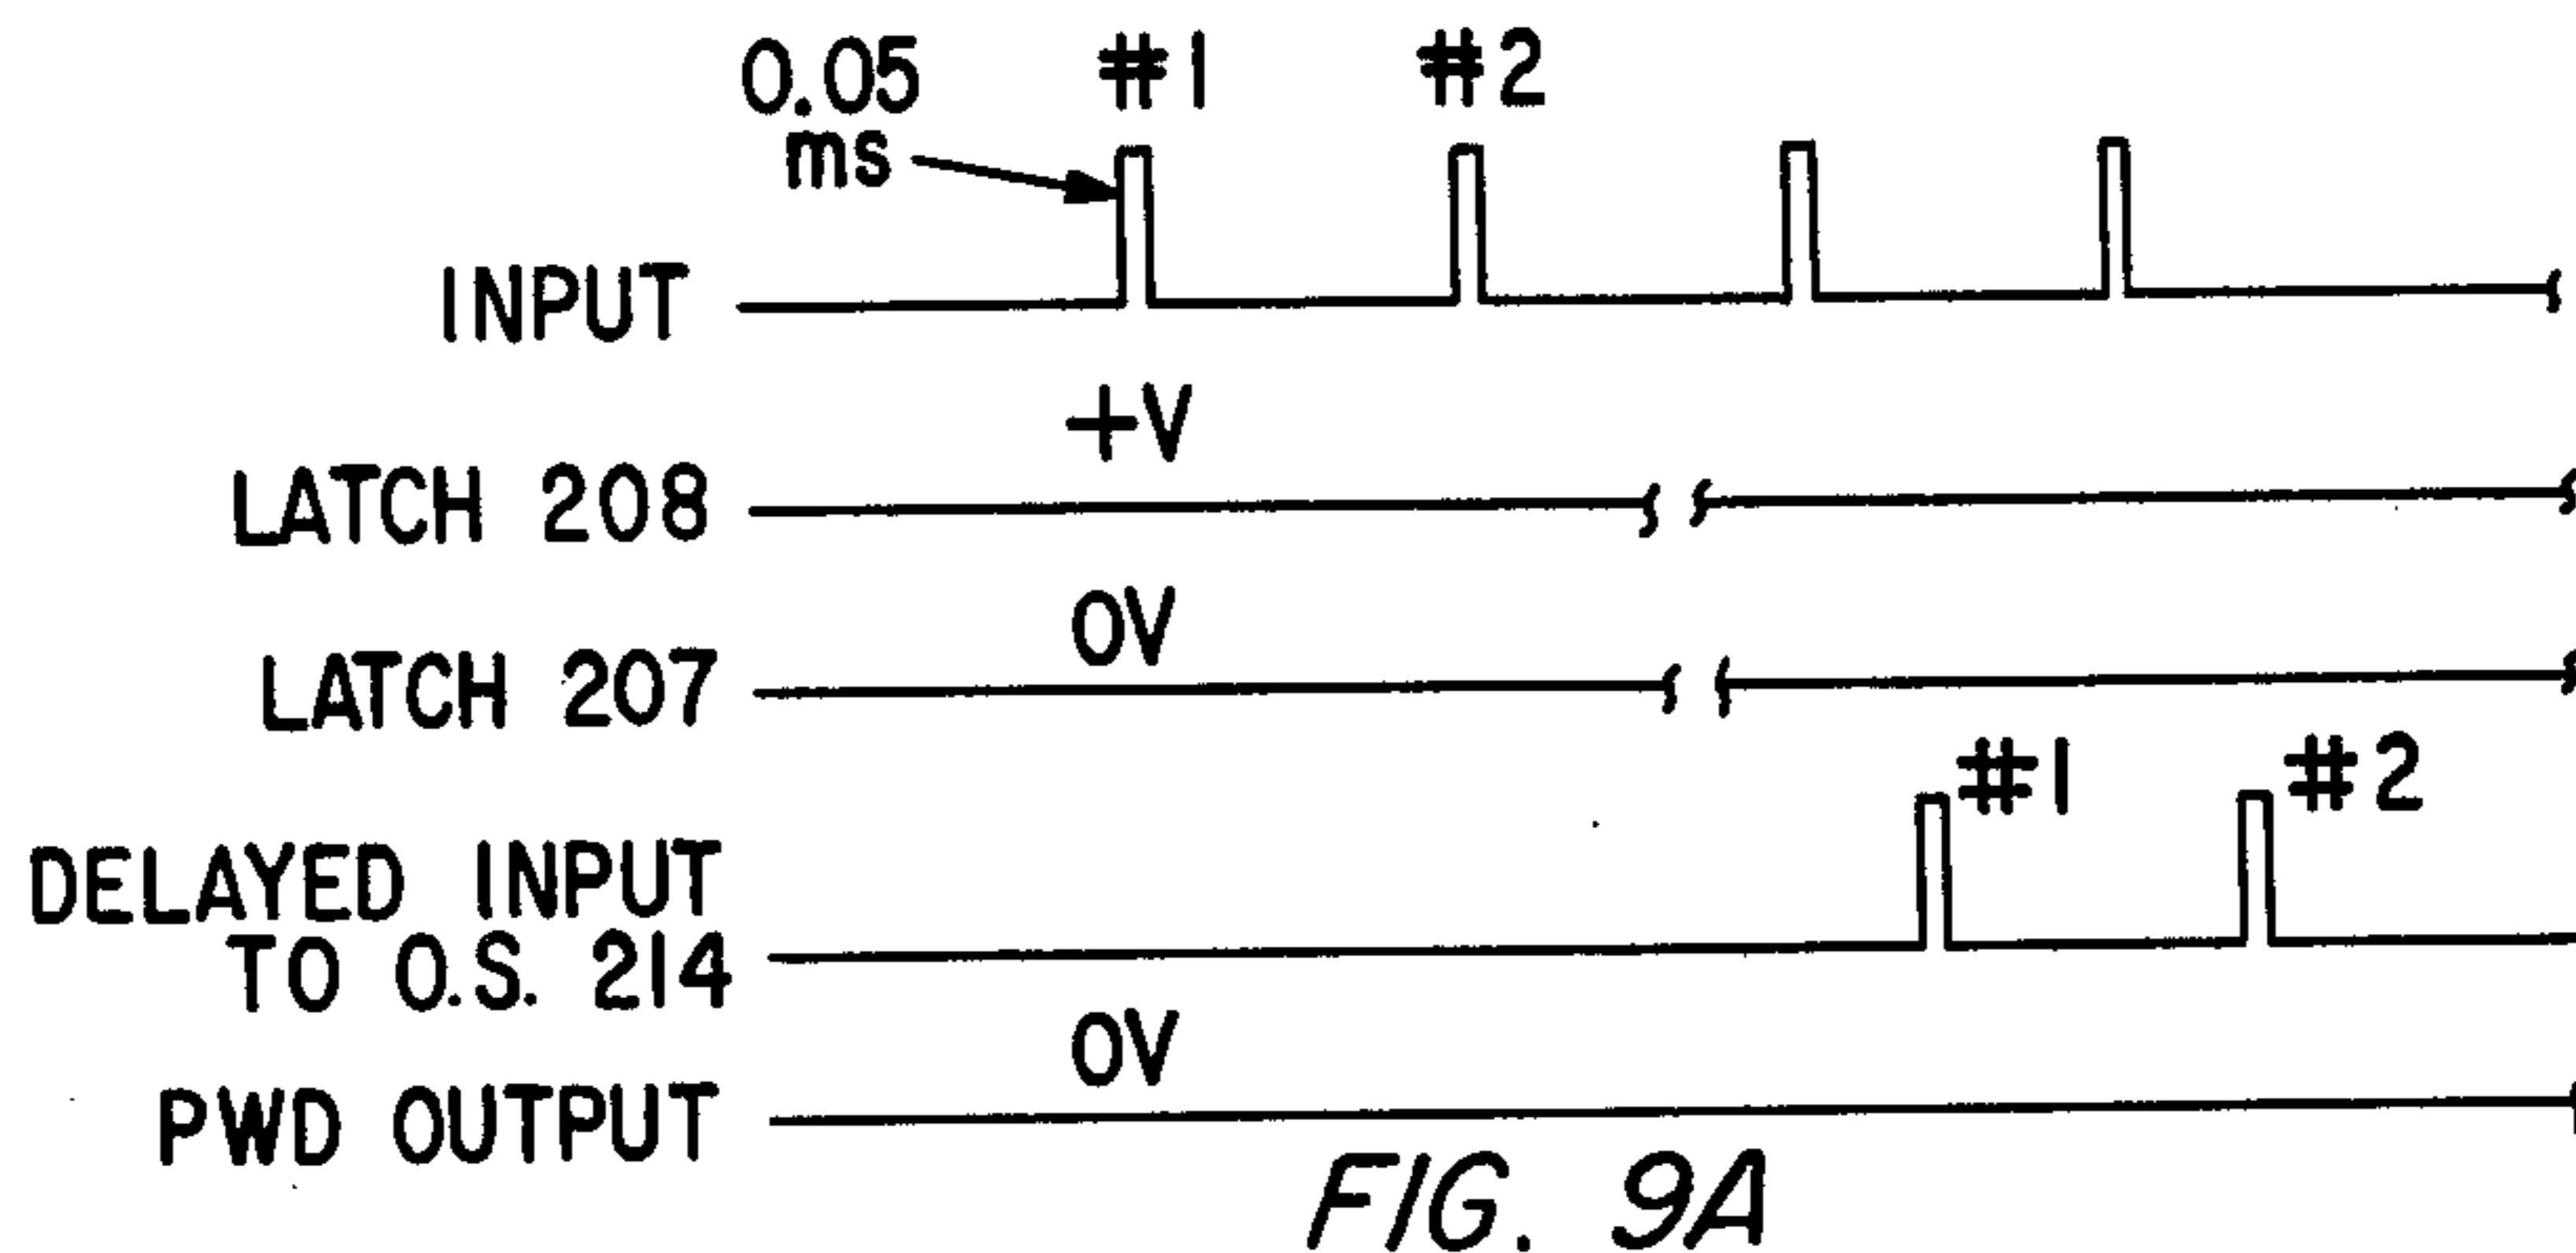 0.05
ms
#1
#2
INPUT
+V
LATCH 208
0V
LATCH 207
#1
#2
DELAYED INPUT
TO O.S. 214
0V
PWD OUTPUT
FIG. 9A